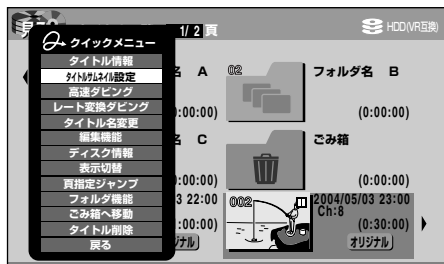 見
1/2 頁
HDD(VR互換)
クイックメニュー
タイトル情報
タイトルサムネイル設定
高速ダビング
レート変換ダビング
タイトル名変更
編集機能
ディスク情報
表示切替
頁指定ジャンプ
フォルダ機能
ごみ箱へ移動
タイトル削除
戻る
名 A
:00:00)
02
フォルダ名 B
(0:00:00)
名 C
:00:00)
ごみ箱
(0:00:00)
3 22:00
:00:00)
ジナル
002
2004/05/03 23:00
Ch:8
(0:30:00)
オリジナル